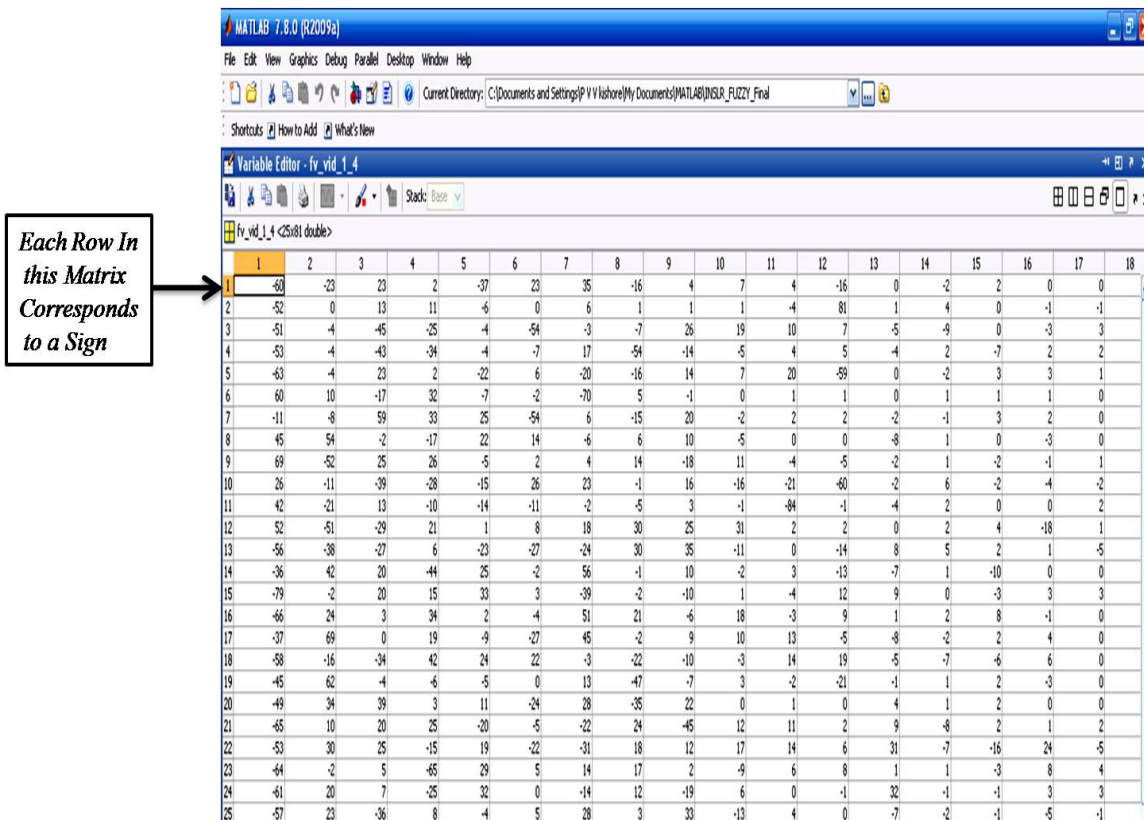 MATLAB 7.8.0 (R2009a)
File Edit View Graphics Debug Parallel Desktop Window Help
Current Directory: C:\Documents and Settings\P V V kishore\My Documents\MATLAB\INSLR_FUZZY_Final
Shortcuts How to Add What's New
Variable Editor - fv_vid_1_4
Stack: Base
fv_vid_1_4 <25x81 double>
Each Row In
this Matrix
Corresponds
to a Sign
1 2 3 4 5 6 7 8 9 10 11 12 13 14 15 16 17 18
1 -60 -23 23 2 -37 23 35 -16 4 7 4 -16 0 -2 2 0 0
2 -52 0 13 11 -6 0 6 1 1 1 -4 81 1 4 0 -1 -1
3 -51 -4 -45 -25 -4 -54 -3 -7 26 19 10 7 -5 -9 0 -3 3
4 -53 -4 -43 -34 -4 -7 17 -54 -14 -5 4 5 -4 2 -7 2 2
5 -63 -4 23 2 -22 6 -20 -16 14 7 20 -59 0 -2 3 3 1
6 60 10 -17 32 -7 -2 -70 5 -1 0 1 1 0 1 1 1 0
7 -11 -8 59 33 25 -54 6 -15 20 -2 2 2 -2 -1 3 2 0
8 45 54 -2 -17 22 14 -6 6 10 -5 0 0 -8 1 0 -3 0
9 69 -52 25 26 -5 2 4 14 -18 11 -4 -5 -2 1 -2 -1 1
10 26 -11 -39 -28 -15 26 23 -1 16 -16 -21 -60 -2 6 -2 -4 -2
11 42 -21 13 -10 -14 -11 -2 -5 3 -1 -84 -1 -4 2 0 0 2
12 52 -51 -29 21 1 8 18 30 25 31 2 2 0 2 4 -18 1
13 -56 -38 -27 6 -23 -27 -24 30 35 -11 0 -14 8 5 2 1 -5
14 -36 42 20 -44 25 -2 56 -1 10 -2 3 -13 -7 1 -10 0 0
15 -79 -2 20 15 33 3 -39 -2 -10 1 -4 12 9 0 -3 3 3
16 -66 24 3 34 2 -4 51 21 -6 18 -3 9 1 2 8 -1 0
17 -37 69 0 19 -9 -27 45 -2 9 10 13 -5 -8 -2 2 4 0
18 -58 -16 -34 42 24 22 -3 -22 -10 -3 14 19 -5 -7 -6 6 0
19 -45 62 -4 -6 -5 0 13 -47 -7 3 -2 -21 -1 1 2 -3 0
20 -49 34 39 3 11 -24 28 -35 22 0 1 0 4 1 2 0 0
21 -65 10 20 25 -20 -5 -22 24 -45 12 11 2 9 -8 2 1 2
22 -53 30 25 -15 19 -22 -31 18 12 17 14 6 31 -7 -16 24 -5
23 -64 -2 5 -65 29 5 14 17 2 -9 6 8 1 1 -3 8 4
24 -61 20 7 -25 32 0 -14 12 -19 6 0 -1 32 -1 -1 3 3
25 -57 23 -36 8 -4 5 28 3 33 -13 4 0 -7 -2 -1 -5 -1